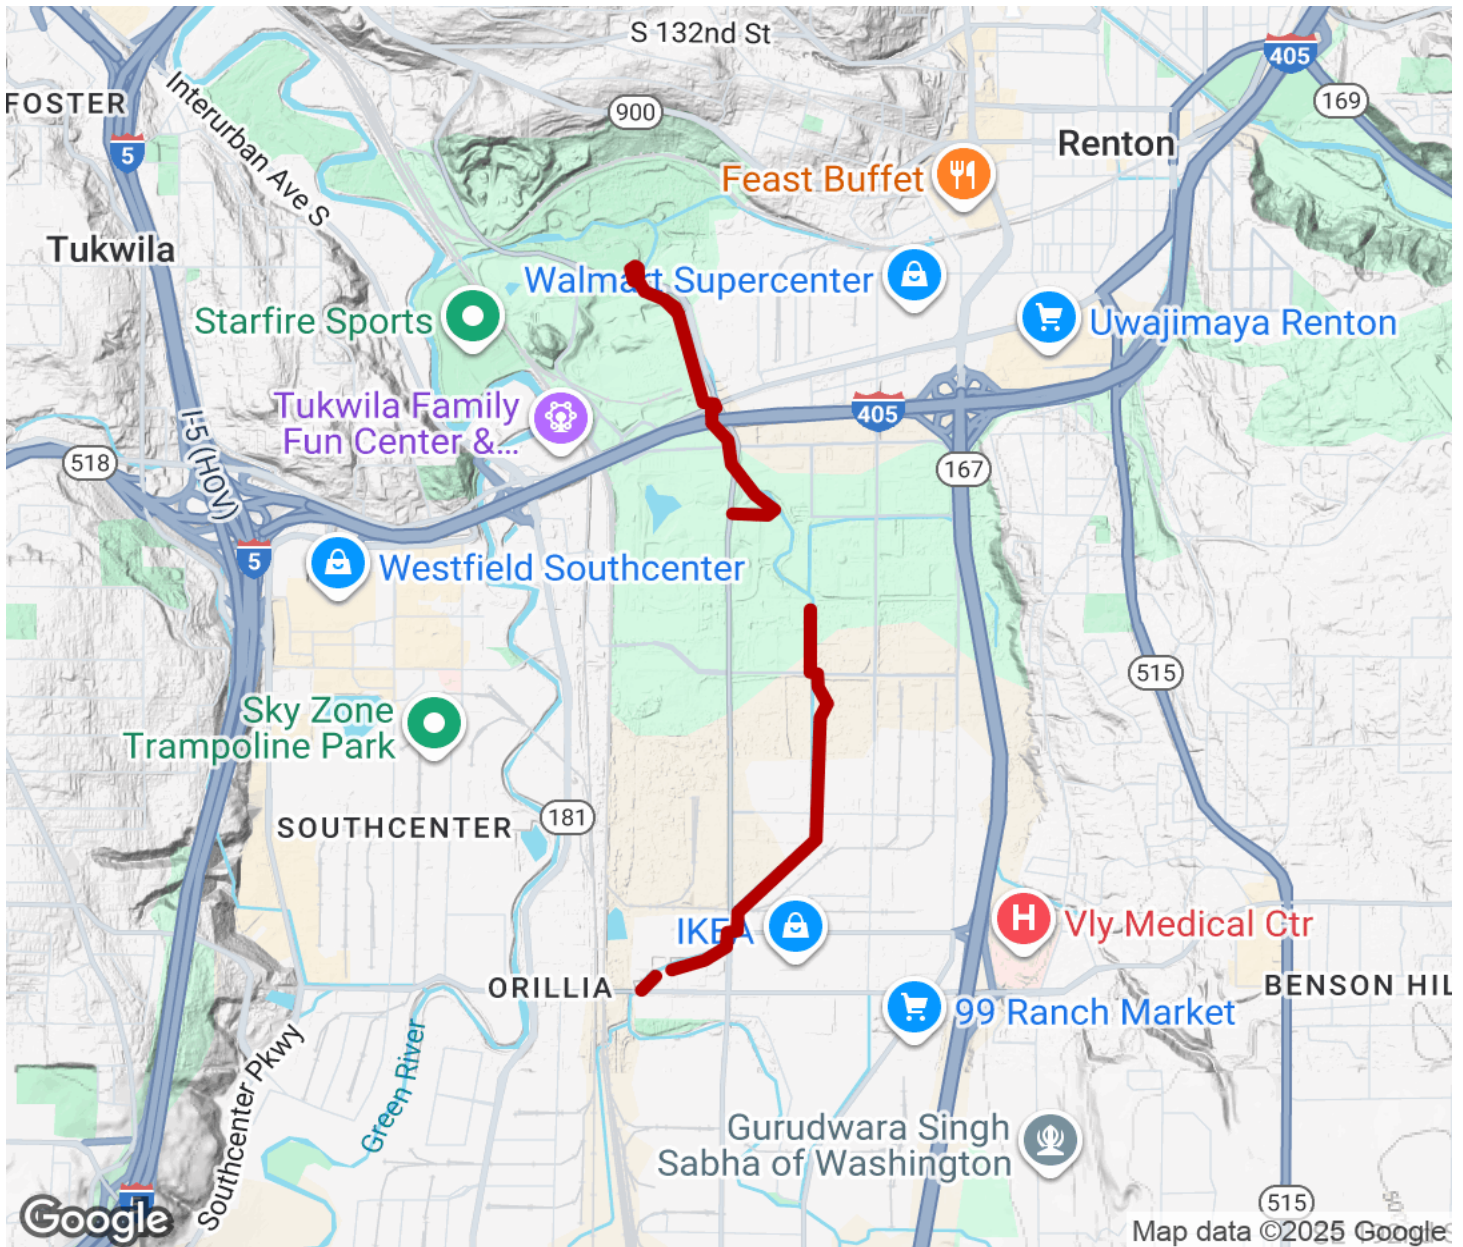 S 132nd St
405
169
FOSTER
900
5
Interurban Ave S
Renton
Feast Buffet
Tukwila
Walmart Supercenter
Starfire Sports
Uwajimaya Renton
Tukwila Family
Fun Center &...
405
I-5 (HOV)
518
167
5
Westfield Southcenter
515
Sky Zone
Trampoline Park
SOUTHCENTER
181
IKEA
H
Vly Medical Ctr
ORILLIA
BENSON HIL
99 Ranch Market
Green River
Southcenter Pkwy
Gurudwara Singh
Sabha of Washington
515
Google
Map data ©2025 Google